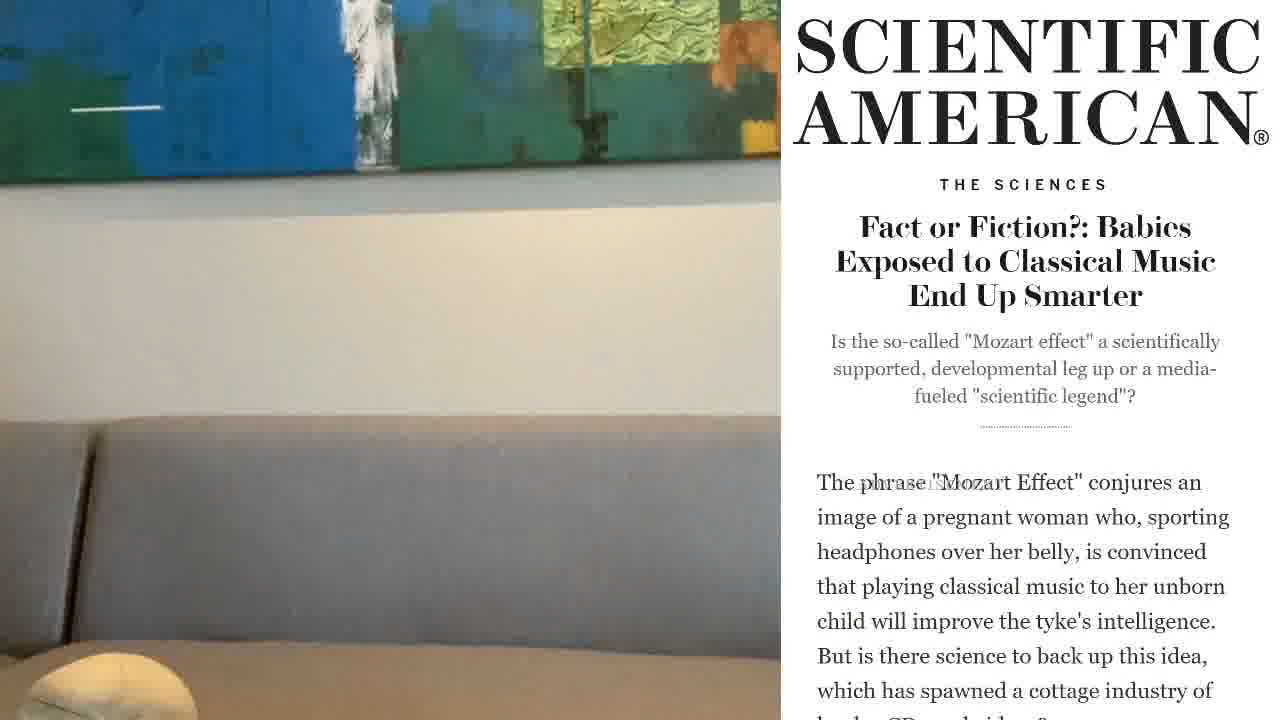 SCIENTIFIC
AMERICAN®
THE SCIENCES
Fact or Fiction?: Babies
Exposed to Classical Music
End Up Smarter
Is the so-called "Mozart effect" a scientifically
supported, developmental leg up or a media-
fueled "scientific legend"?
The phrase "Mozart Effect" conjures an
image of a pregnant woman who, sporting
headphones over her belly, is convinced
that playing classical music to her unborn
child will improve the tyke's intelligence.
But is there science to back up this idea,
which has spawned a cottage industry of